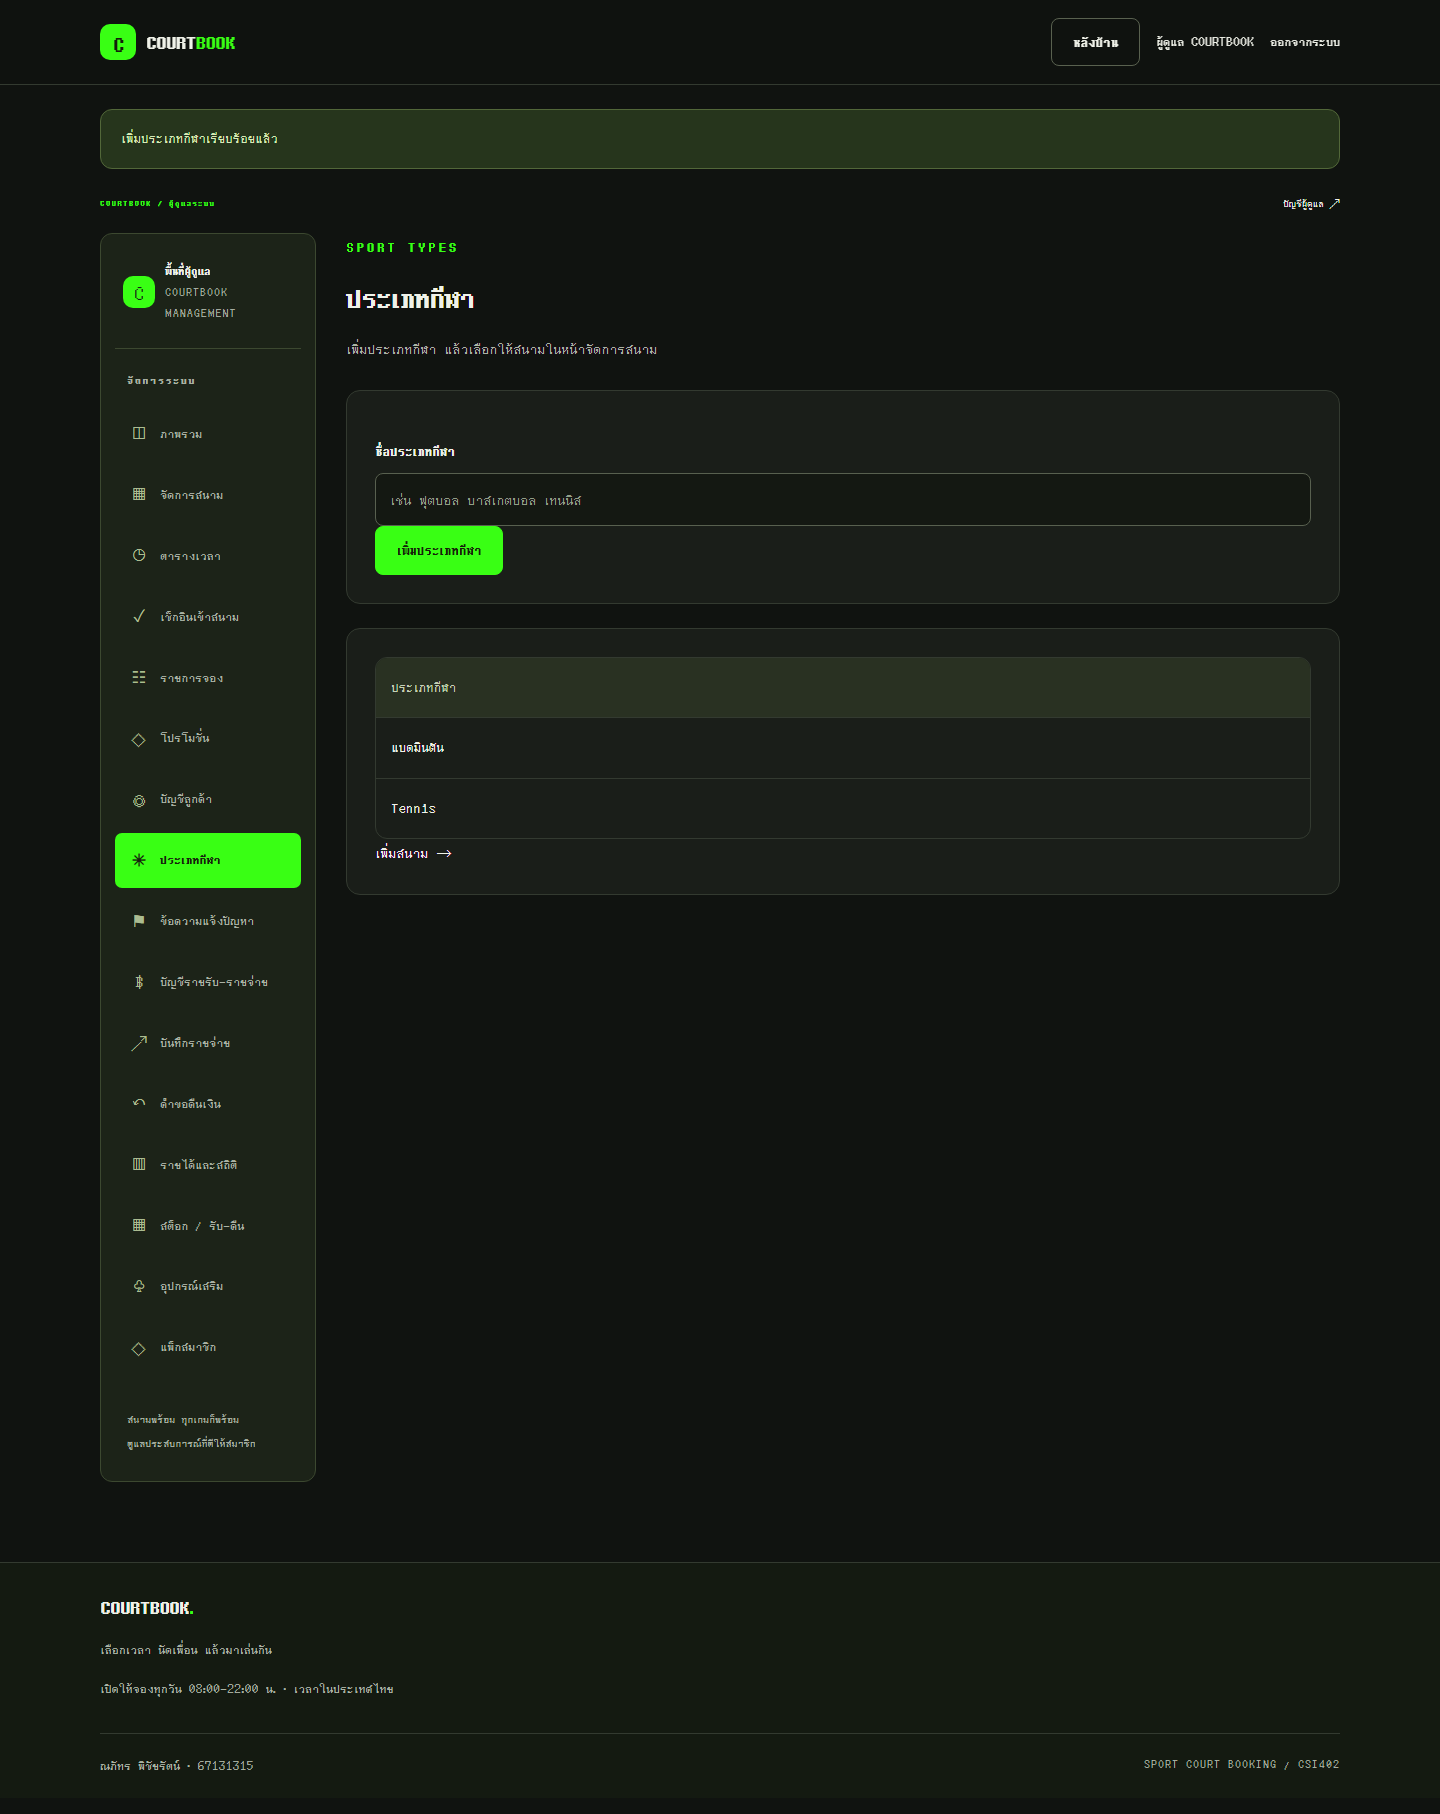 C COURTBOOK
หลังบ้าน ผู้ดูแล COURTBOOK ออกจากระบบ
เพิ่มประเภทกีฬาเรียบร้อยแล้ว
COURTBOOK / ผู้ดูแลระบบ
บัญชีผู้ดูแล ↗
C
พื้นที่ผู้ดูแล
COURTBOOK
MANAGEMENT
จัดการระบบ
ภาพรวม
จัดการสนาม
ตารางเวลา
เช็กอินเข้าสนาม
รายการจอง
โปรโมชั่น
บัญชีลูกค้า
ประเภทกีฬา
ข้อความแจ้งปัญหา
฿ บัญชีรายรับ-รายจ่าย
บันทึกรายจ่าย
คำขอคืนเงิน
รายได้และสถิติ
สต็อก / รับ-คืน
อุปกรณ์เสริม
แพ็กสมาชิก
สนามพร้อม ทุกเกมก็พร้อม
ดูแลประสบการณ์ที่ดีให้สมาชิก
SPORT TYPES
ประเภทกีฬา
เพิ่มประเภทกีฬา แล้วเลือกให้สนามในหน้าจัดการสนาม
ชื่อประเภทกีฬา
เช่น ฟุตบอล บาสเกตบอล เทนนิส
เพิ่มประเภทกีฬา
ประเภทกีฬา
แบดมินตัน
Tennis
เพิ่มสนาม →
COURTBOOK.
เลือกเวลา นัดเพื่อน แล้วมาเล่นกัน
เปิดให้จองทุกวัน 08:00–22:00 น. · เวลาในประเทศไทย
ณภัทร พิชัยรัตน์ · 67131315
SPORT COURT BOOKING / CSI402